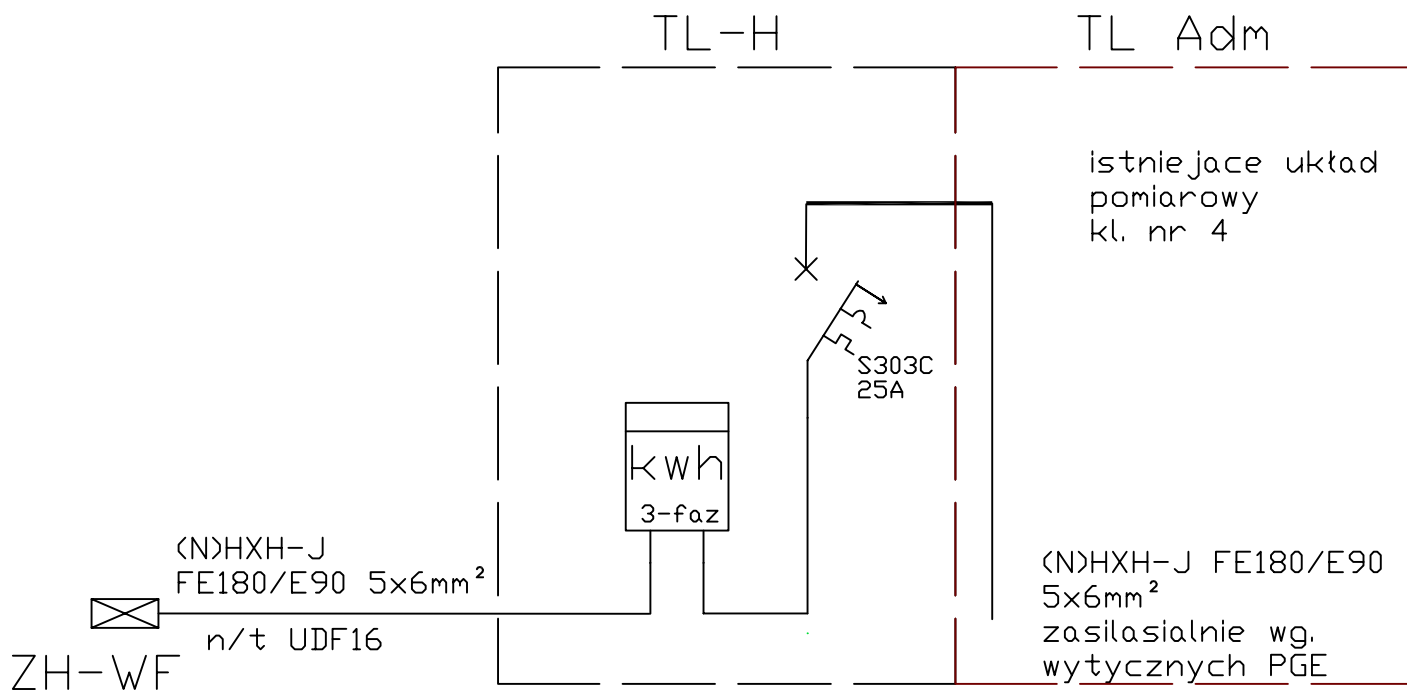 TL-H
TL Adm
istniejace układ
pomiarowy
kl. nr 4
S303C
25A
kwh
3-faz
(N)HXH-J
FE180/E90 5x6mm²
n/t UDF16
ZH-WF
(N)HXH-J FE180/E90
5x6mm²
zasilasialnie wg.
wytycznych PGE